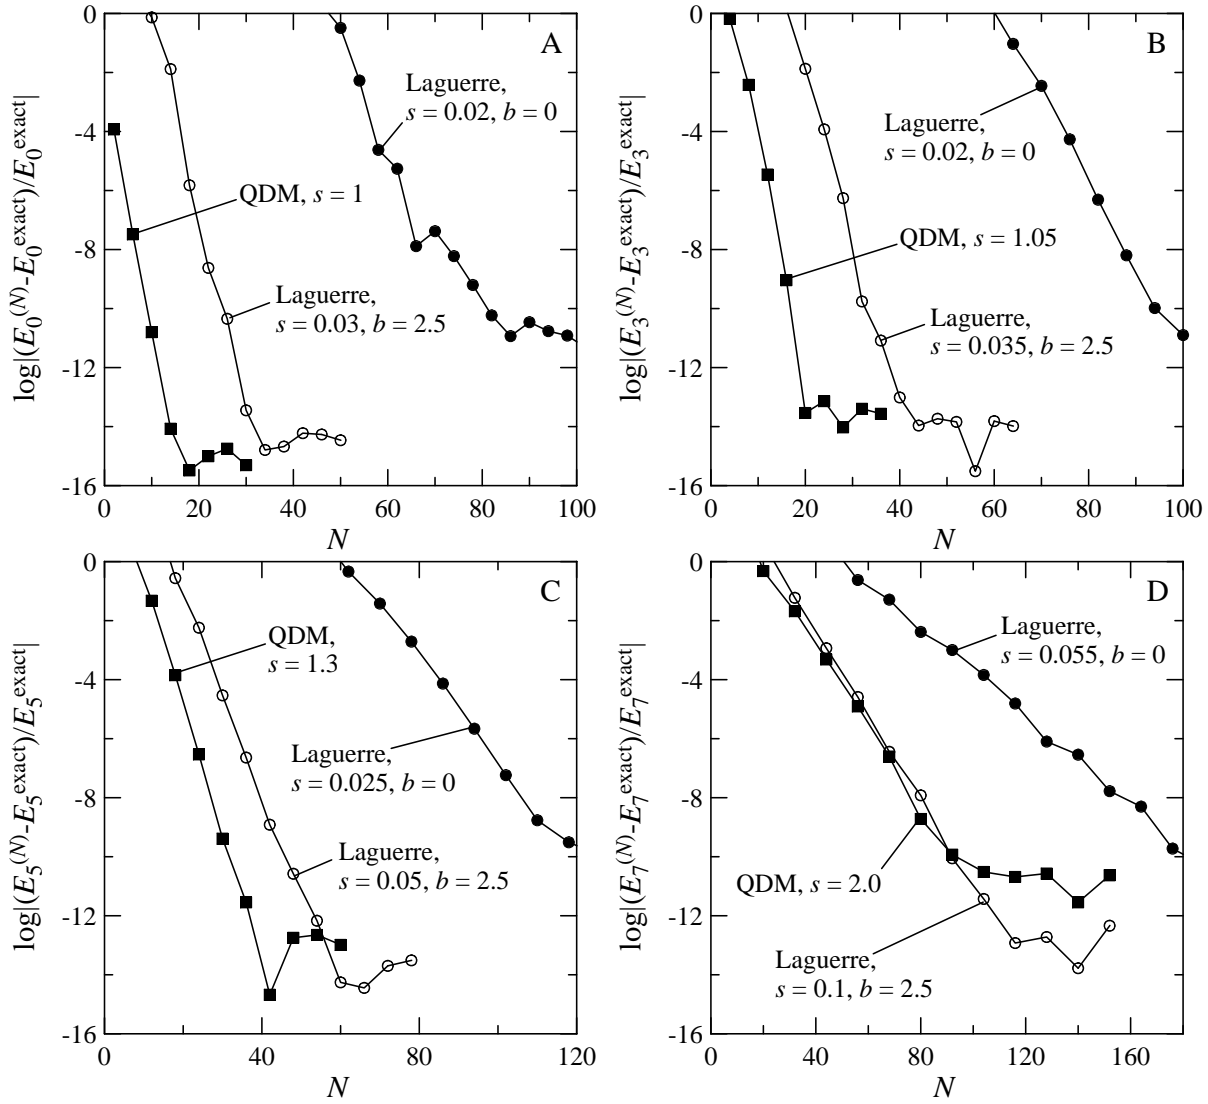 A
log|(E0(N)-E0exact)/E0exact|
0
-4
-8
-12
-16
Laguerre,
s = 0.02, b = 0
QDM, s = 1
Laguerre,
s = 0.03, b = 2.5
0 20 40 60 80 100
N
B
log|(E3(N)-E3exact)/E3exact|
0
-4
-8
-12
-16
Laguerre,
s = 0.02, b = 0
QDM, s = 1.05
Laguerre,
s = 0.035, b = 2.5
0 20 40 60 80 100
N
C
log|(E5(N)-E5exact)/E5exact|
0
-4
-8
-12
-16
QDM,
s = 1.3
Laguerre,
s = 0.025, b = 0
Laguerre,
s = 0.05, b = 2.5
0 40 80 120
N
D
log|(E7(N)-E7exact)/E7exact|
0
-4
-8
-12
-16
Laguerre,
s = 0.055, b = 0
QDM, s = 2.0
Laguerre,
s = 0.1, b = 2.5
0 40 80 120 160
N